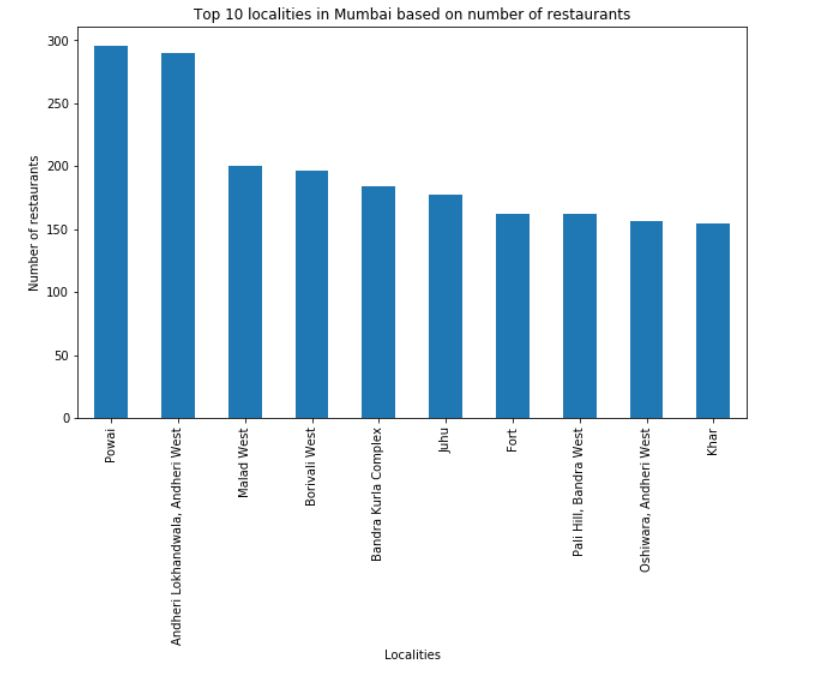 Top 10 localities in Mumbai based on number of restaurants
300
250
200
150
100
50
0
Number of restaurants
Powai
Andheri Lokhandwala, Andheri West
Malad West
Borivali West
Bandra Kurla Complex
Juhu
Fort
Pali Hill, Bandra West
Oshiwara, Andheri West
Khar
Localities